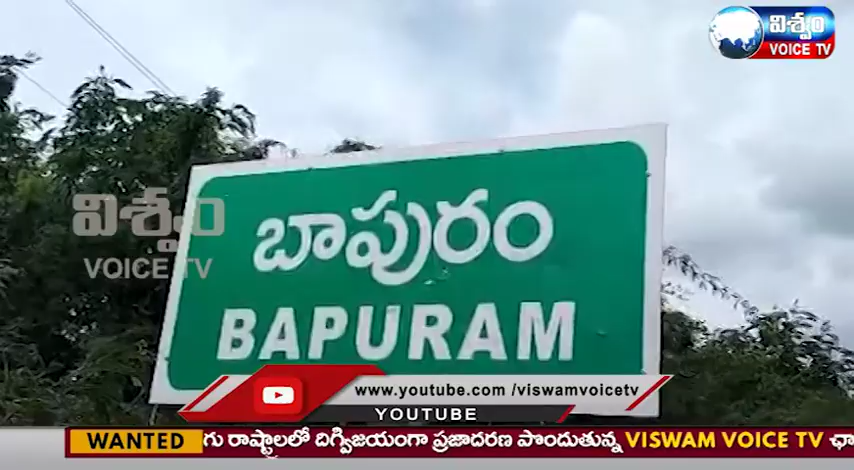 విశ్వం
VOICE TV
విశ్వం
VOICE TV
బాపురం
BAPURAM
www.youtube.com /viswamvoicetv
YOUTUBE
WANTED గు రాష్ట్రాలలో దిగ్విజయంగా ప్రజాదరణ పొందుతున్న VISWAM VOICE TV ఛా